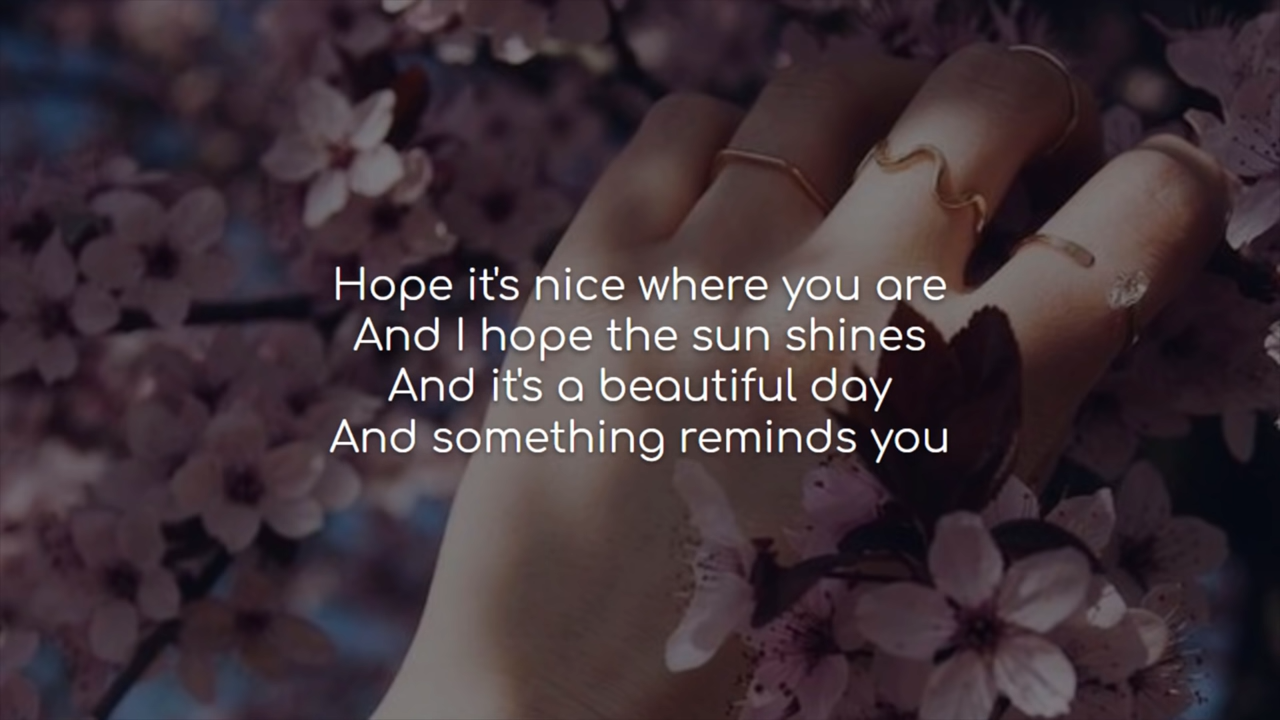 Hope it's nice where you are
And I hope the sun shines
And it's a beautiful day
And something reminds you